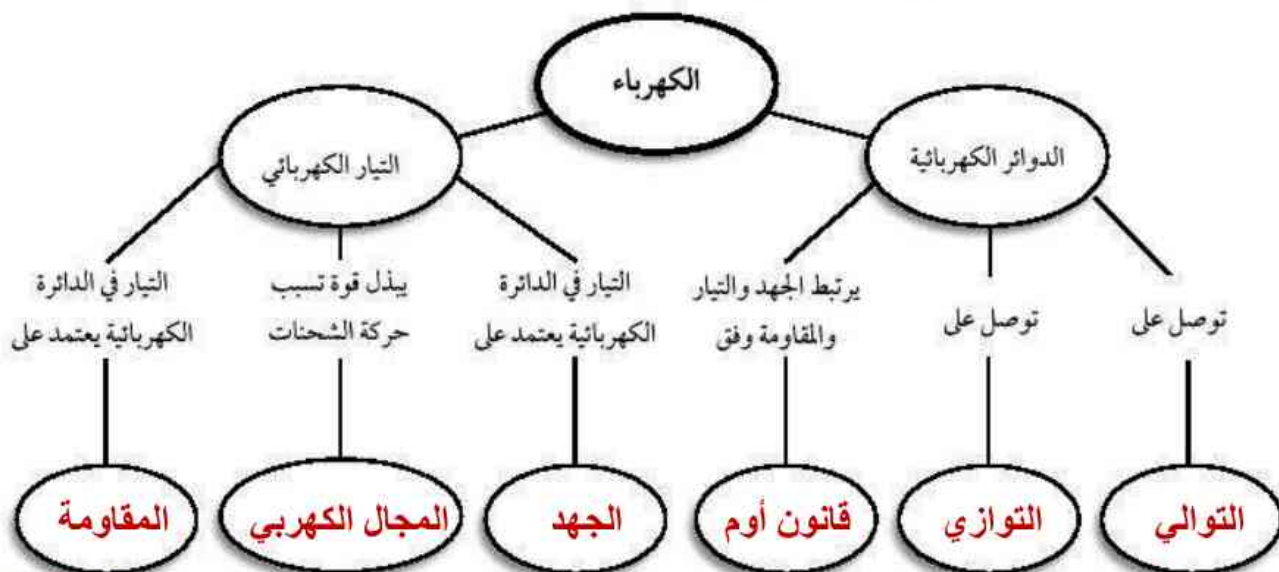 الكهرباء
الدوائر الكهربائية
التيار الكهربائي
توصل على
توصل على
يرتبط الجهد والتيار
والمقاومة وفق
التيار في الدائرة
الكهربائية يعتمد على
يبذل قوة تسبب
حركة الشحنات
التيار في الدائرة
الكهربائية يعتمد على
التوالي
التوازي
قانون أوم
الجهد
المجال الكهربي
المقاومة